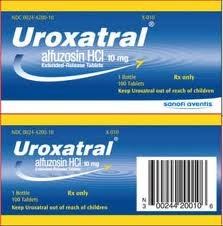 NDC 0024-4200-10
X-010
Uroxatral®
alfuzosin HCl 10 mg
Extended-Release Tablets
1 Bottle
100 Tablets
Rx only
Keep Uroxatral out of reach of children
sanofi aventis
NDC 0024-4200-10
X-010
Uroxatral®
alfuzosin HCl 10 mg
Extended-Release Tablets
1 Bottle
100 Tablets
Rx only
Keep Uroxatral out of reach of children
N
3
00244 20010 6